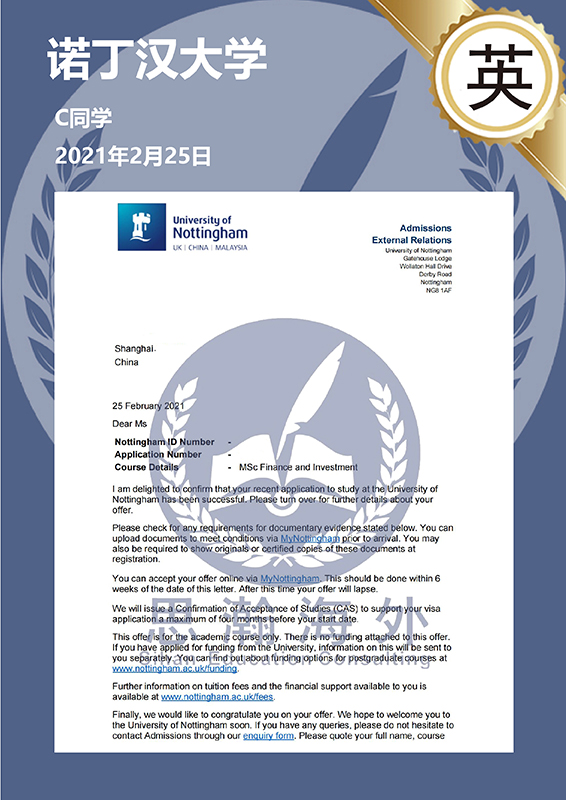 诺丁汉大学
英
C同学
2021年2月25日
University of
Nottingham
UK | CHINA | MALAYSIA
Admissions
External Relations
University of Nottingham
Gatehouse Lodge
Wollaton Hall Drive
Derby Road
Nottingham
NG8 1AF
Shanghai
China
25 February 2021
Dear Ms
Nottingham ID Number -
Application Number -
Course Details - MSc Finance and Investment
I am delighted to confirm that your recent application to study at the University of
Nottingham has been successful. Please turn over for further details about your
offer.
Please check for any requirements for documentary evidence stated below. You can
upload documents to meet conditions via MyNottingham prior to arrival. You may
also be required to show originals or certified copies of these documents at
registration.
You can accept your offer online via MyNottingham. This should be done within 6
weeks of the date of this letter. After this time your offer will lapse.
We will issue a Confirmation of Acceptance of Studies (CAS) to support your visa
application a maximum of four months before your start date.
思瀚海外
This offer is for the academic course only. There is no funding attached to this offer.
If you have applied for funding from the University, information on this will be sent to
you separately. You can find out about funding options for postgraduate courses at
Sihan Education Consulting
www.nottingham.ac.uk/funding.
Further information on tuition fees and the financial support available to you is
available at www.nottingham.ac.uk/fees.
Finally, we would like to congratulate you on your offer. We hope to welcome you to
the University of Nottingham soon. If you have any queries, please do not hesitate to
contact Admissions through our enquiry form. Please quote your full name, course